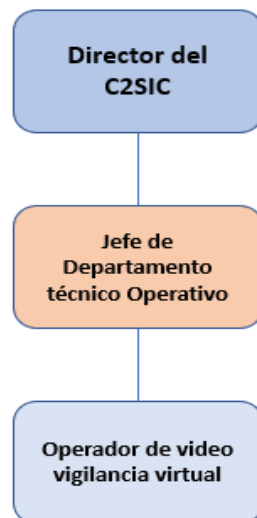 Director del
C2SIC
Jefe de
Departamento
técnico Operativo
Operador de video
vigilancia virtual